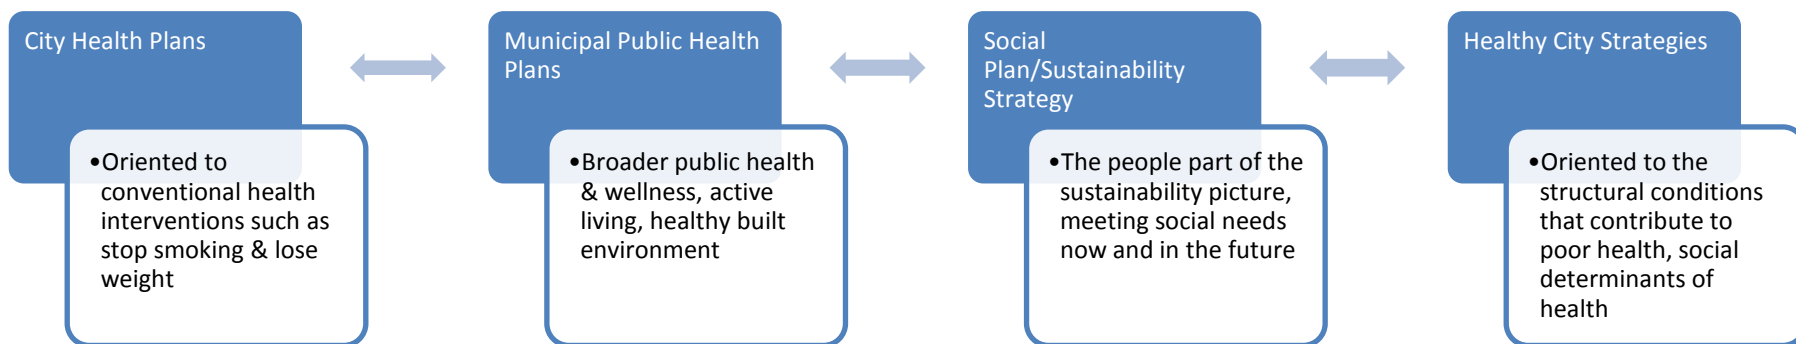 City Health Plans
•Oriented to
conventional health
interventions such as
stop smoking & lose
weight
Municipal Public Health
Plans
•Broader public health
& wellness, active
living, healthy built
environment
Social
Plan/Sustainability
Strategy
•The people part of the
sustainability picture,
meeting social needs
now and in the future
Healthy City Strategies
•Oriented to the
structural conditions
that contribute to
poor health, social
determinants of
health